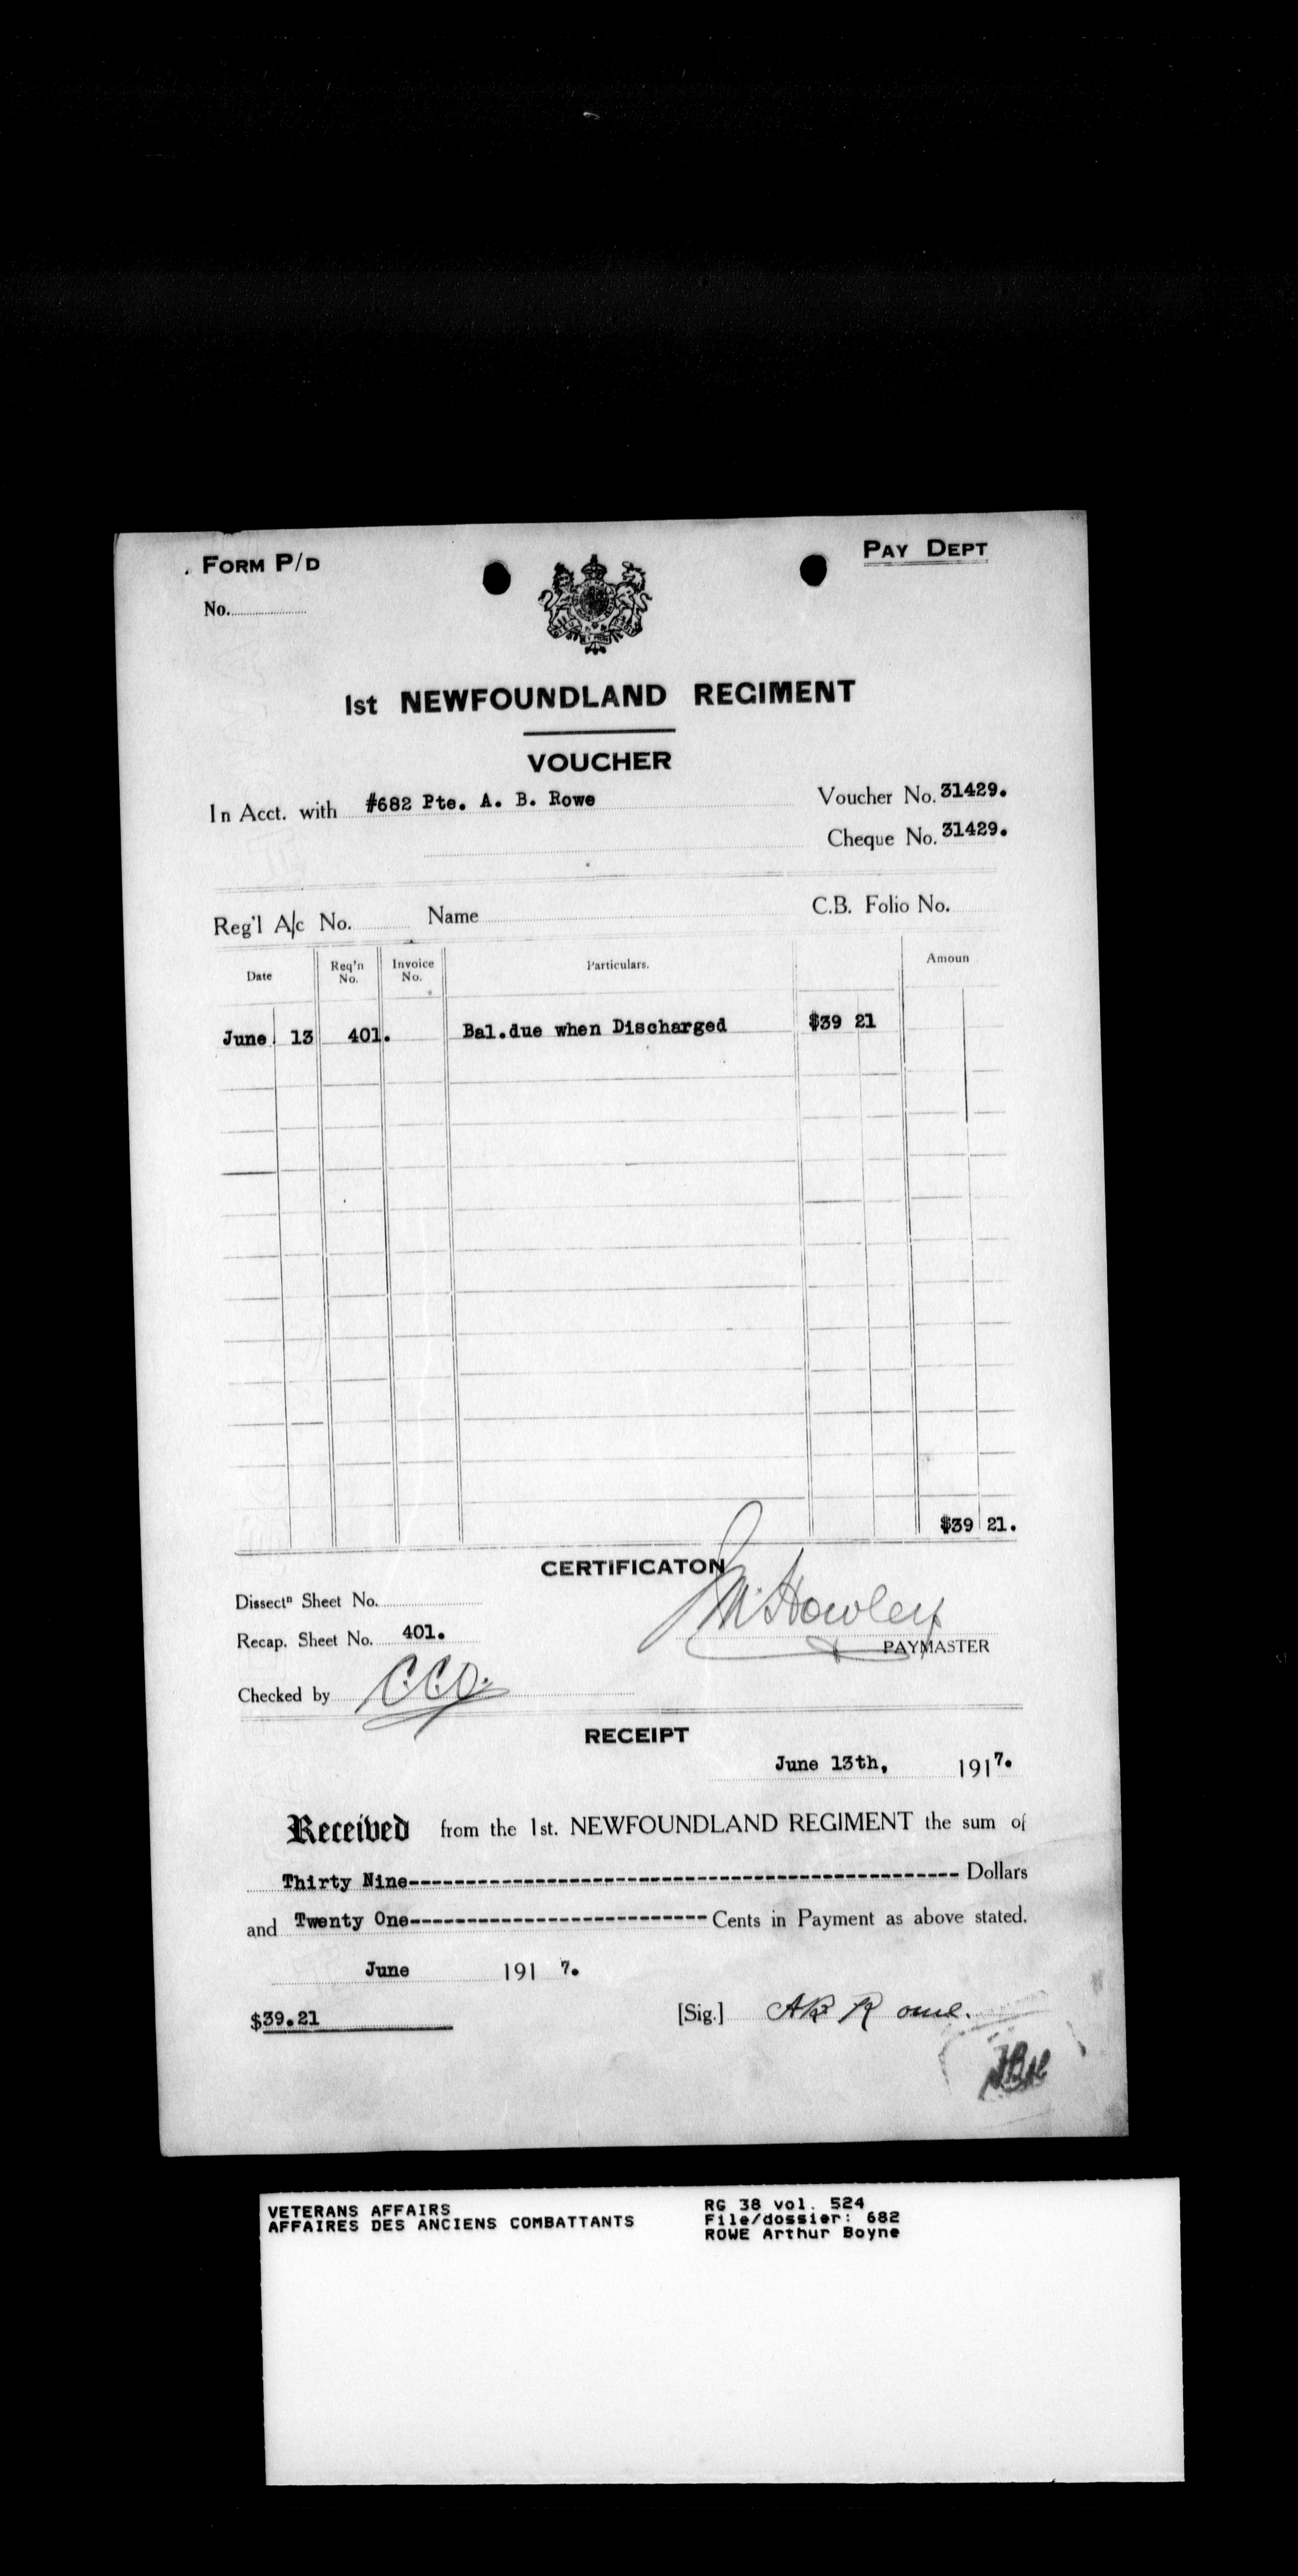 FORM P/D
PAY DEPT
No.
1st NEWFOUNDLAND REGIMENT
VOUCHER
In Acct. with #682 Pte. A. B. Rowe
Voucher No. 31429.
Cheque No. 31429.
Reg'l A/c No. Name C.B. Folio No.
Date Req'n No. Invoice No. Particulars. Amoun
June 13 401. Bal.due when Discharged $39 21
$39 21.
CERTIFICATON
Dissectn Sheet No.
Recap. Sheet No. 401.
Howley
PAYMASTER
Checked by C.C.O.
RECEIPT
June 13th, 1917.
Received from the 1st. NEWFOUNDLAND REGIMENT the sum of
Thirty Nine---------------------------------------------------- Dollars
and Twenty One-------------------------- Cents in Payment as above stated.
June 191 7.
$39.21
[Sig.] AB Rowe.
VETERANS AFFAIRS
AFFAIRES DES ANCIENS COMBATTANTS
RG 38 vol. 524
File/dossier: 682
ROWE Arthur Boyne